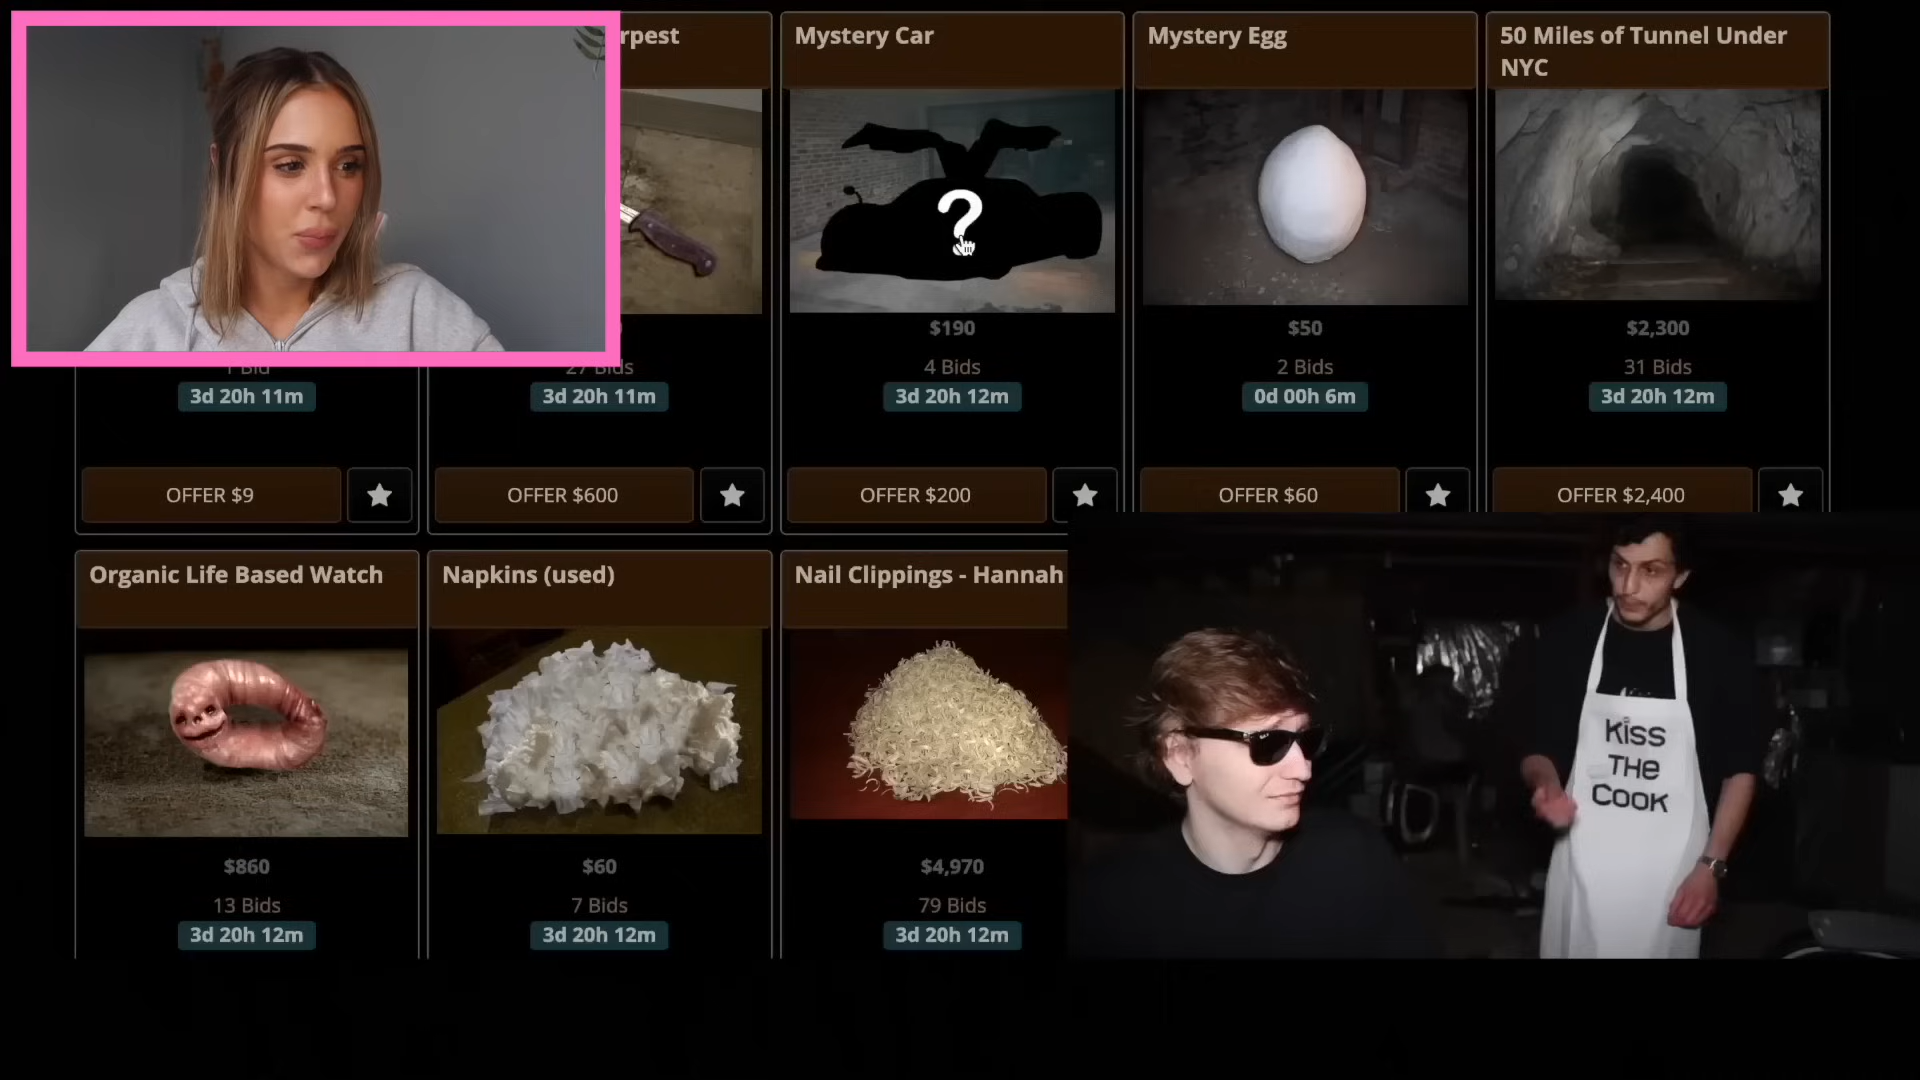 rpest
Mystery Car
Mystery Egg
50 Miles of Tunnel Under
NYC
?
$190
$50
$2,300
1 Bid
27 Bids
4 Bids
2 Bids
31 Bids
3d 20h 11m
3d 20h 11m
3d 20h 12m
0d 00h 6m
3d 20h 12m
OFFER $9
OFFER $600
OFFER $200
OFFER $60
OFFER $2,400
Organic Life Based Watch
Napkins (used)
Nail Clippings - Hannah
Kiss
THe
COOK
$860
$60
$4,970
13 Bids
7 Bids
79 Bids
3d 20h 12m
3d 20h 12m
3d 20h 12m